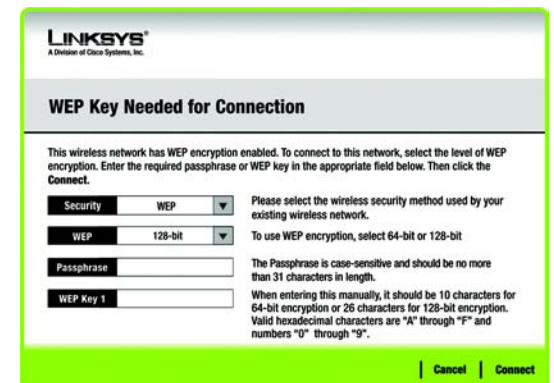 LINKSYS®
A Division of Cisco Systems, Inc.
WEP Key Needed for Connection
This wireless network has WEP encryption enabled. To connect to this network, select the level of WEP
encryption. Enter the required passphrase or WEP key in the appropriate field below. Then click the
Connect.
Security WEP
Please select the wireless security method used by your
existing wireless network.
WEP 128-bit
To use WEP encryption, select 64-bit or 128-bit
Passphrase
The Passphrase is case-sensitive and should be no more
than 31 characters in length.
WEP Key 1
When entering this manually, it should be 10 characters for
64-bit encryption or 26 characters for 128-bit encryption.
Valid hexadecimal characters are "A" through "F" and
numbers "0" through "9".
Cancel Connect